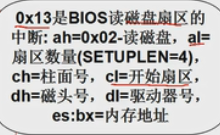 0x13是BIOS读磁盘扇区的
中断: ah=0x02-读磁盘, al=
扇区数量(SETUPLEN=4),
ch=柱面号, cl=开始扇区,
dh=磁头号, dl=驱动器号,
es:bx=内存地址